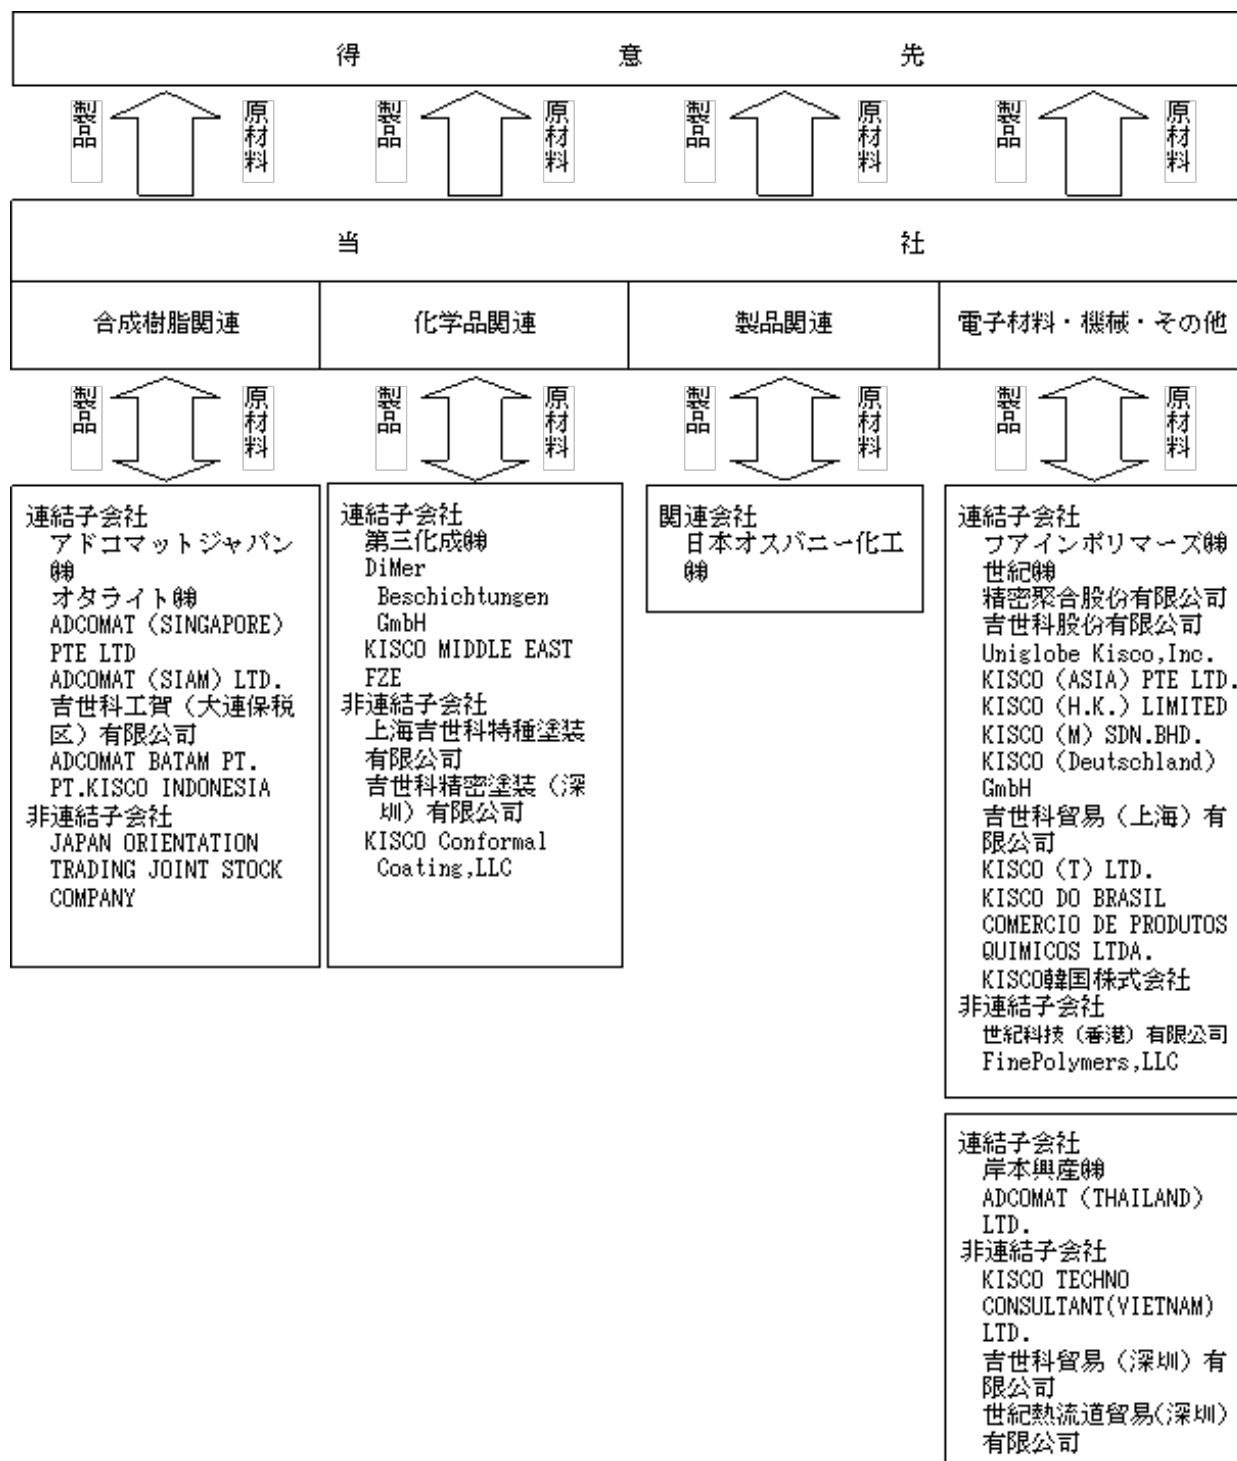 得意先
製品
原材料
製品
原材料
製品
原材料
製品
原材料
当社
合成樹脂関連
化学品関連
製品関連
電子材料・機械・その他
製品
原材料
製品
原材料
製品
原材料
製品
原材料
連結子会社
アドコマットジャパン
㈱
オタライト㈱
ADCOMAT (SINGAPORE)
PTE LTD
ADCOMAT (SIAM) LTD.
吉世科工貿（大連保税
区）有限公司
ADCOMAT BATAM PT.
PT.KISCO INDONESIA
非連結子会社
JAPAN ORIENTATION
TRADING JOINT STOCK
COMPANY
連結子会社
第三化成㈱
DiMer
Beschichtungen
GmbH
KISCO MIDDLE EAST
FZE
非連結子会社
上海吉世科特種塗装
有限公司
吉世科精密塗装（深
圳）有限公司
KISCO Conformal
Coating,LLC
関連会社
日本オスバニー化工
㈱
連結子会社
フアインポリマーズ㈱
世紀㈱
精密聚合股份有限公司
吉世科股份有限公司
Uniglobe Kisco,Inc.
KISCO (ASIA) PTE LTD.
KISCO (H.K.) LIMITED
KISCO (M) SDN.BHD.
KISCO (Deutschland)
GmbH
吉世科貿易（上海）有
限公司
KISCO (T) LTD.
KISCO DO BRASIL
COMERCIO DE PRODUTOS
QUIMICOS LTDA.
KISCO韓国株式会社
非連結子会社
世紀科技（香港）有限公司
FinePolymers,LLC
連結子会社
岸本興産㈱
ADCOMAT (THAILAND)
LTD.
非連結子会社
KISCO TECHNO
CONSULTANT(VIETNAM)
LTD.
吉世科貿易（深圳）有
限公司
世紀熱流道貿易(深圳)
有限公司